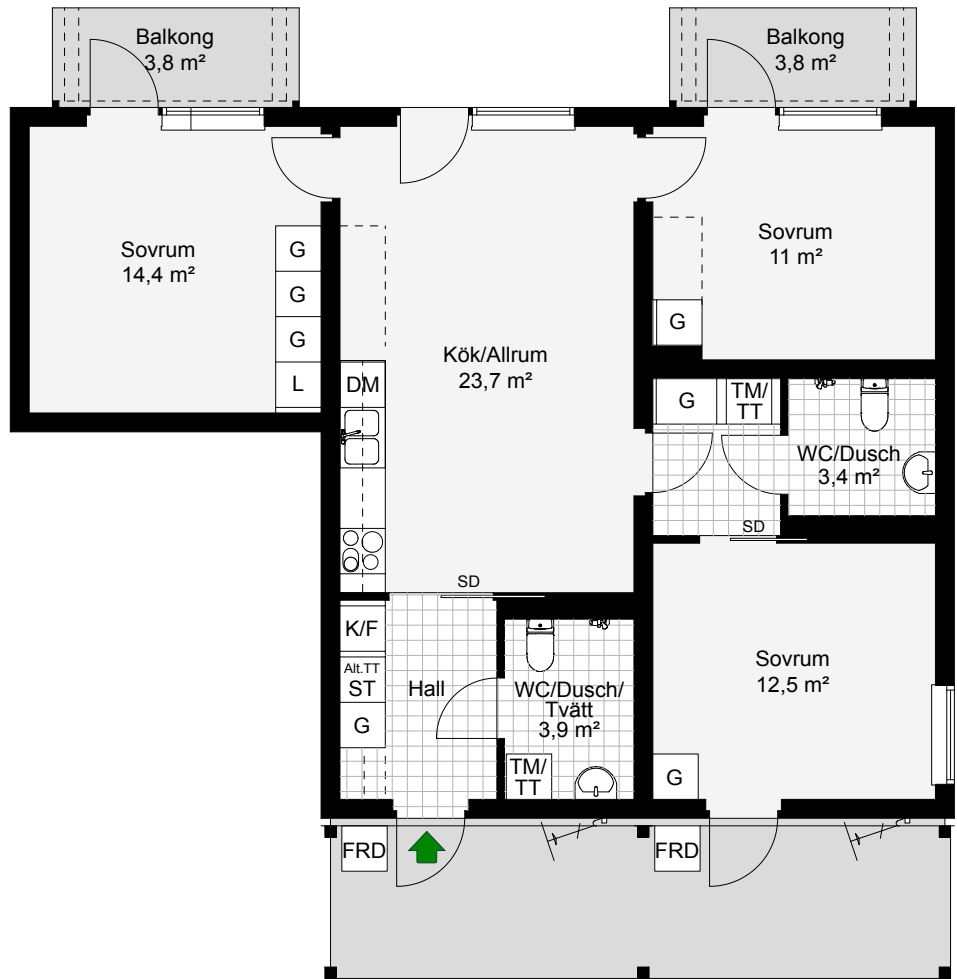 Balkong
3,8 m²
Balkong
3,8 m²
Sovrum
14,4 m²
G
G
G
L
Sovrum
11 m²
G
Kök/Allrum
23,7 m²
DM
G
TM/
TT
WC/Dusch
3,4 m²
SD
SD
K/F
Alt.TT
ST
G
Hall
WC/Dusch/
Tvätt
3,9 m²
TM/
TT
Sovrum
12,5 m²
G
FRD
FRD